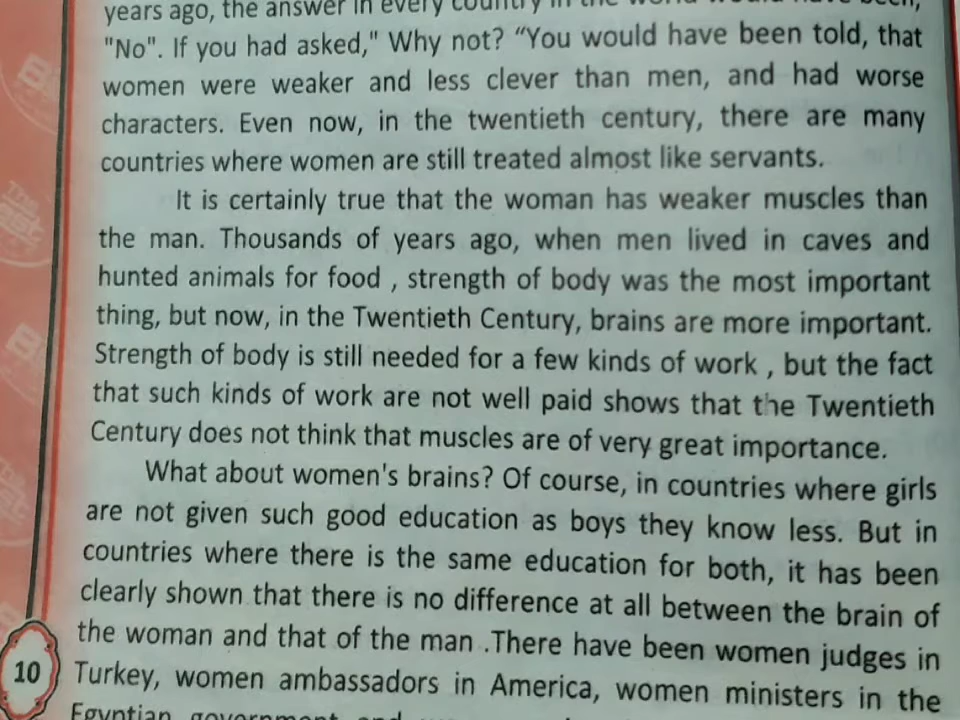 years ago, the answer in every country in the world would have been,
"No". If you had asked," Why not? “You would have been told, that
women were weaker and less clever than men, and had worse
characters. Even now, in the twentieth century, there are many
countries where women are still treated almost like servants.
It is certainly true that the woman has weaker muscles than
the man. Thousands of years ago, when men lived in caves and
hunted animals for food , strength of body was the most important
thing, but now, in the Twentieth Century, brains are more important.
Strength of body is still needed for a few kinds of work , but the fact
that such kinds of work are not well paid shows that the Twentieth
Century does not think that muscles are of very great importance.
What about women's brains? Of course, in countries where girls
are not given such good education as boys they know less. But in
countries where there is the same education for both, it has been
clearly shown that there is no difference at all between the brain of
the woman and that of the man .There have been women judges in
10
Turkey, women ambassadors in America, women ministers in the
Egyptian government and